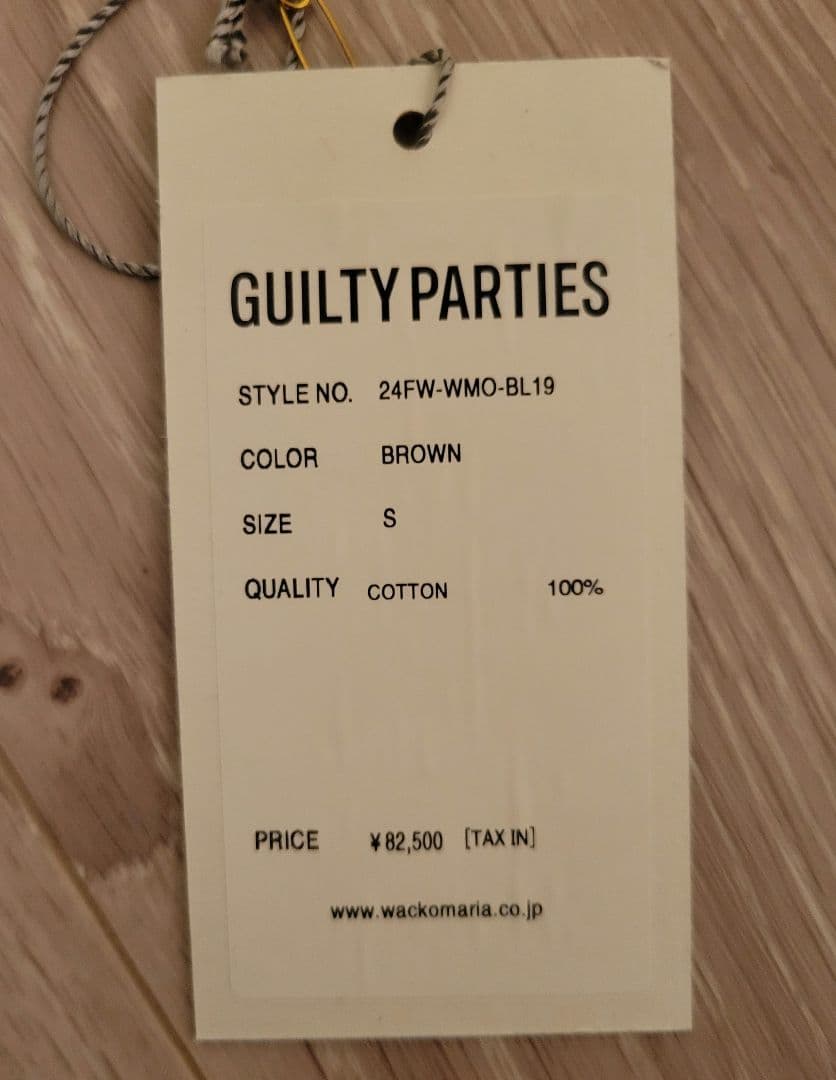 GUILTY PARTIES
STYLE NO. 24FW-WMO-BL19
COLOR BROWN
SIZE S
QUALITY COTTON 100%
PRICE ¥82,500 [TAX IN]
www.wackomaria.co.jp